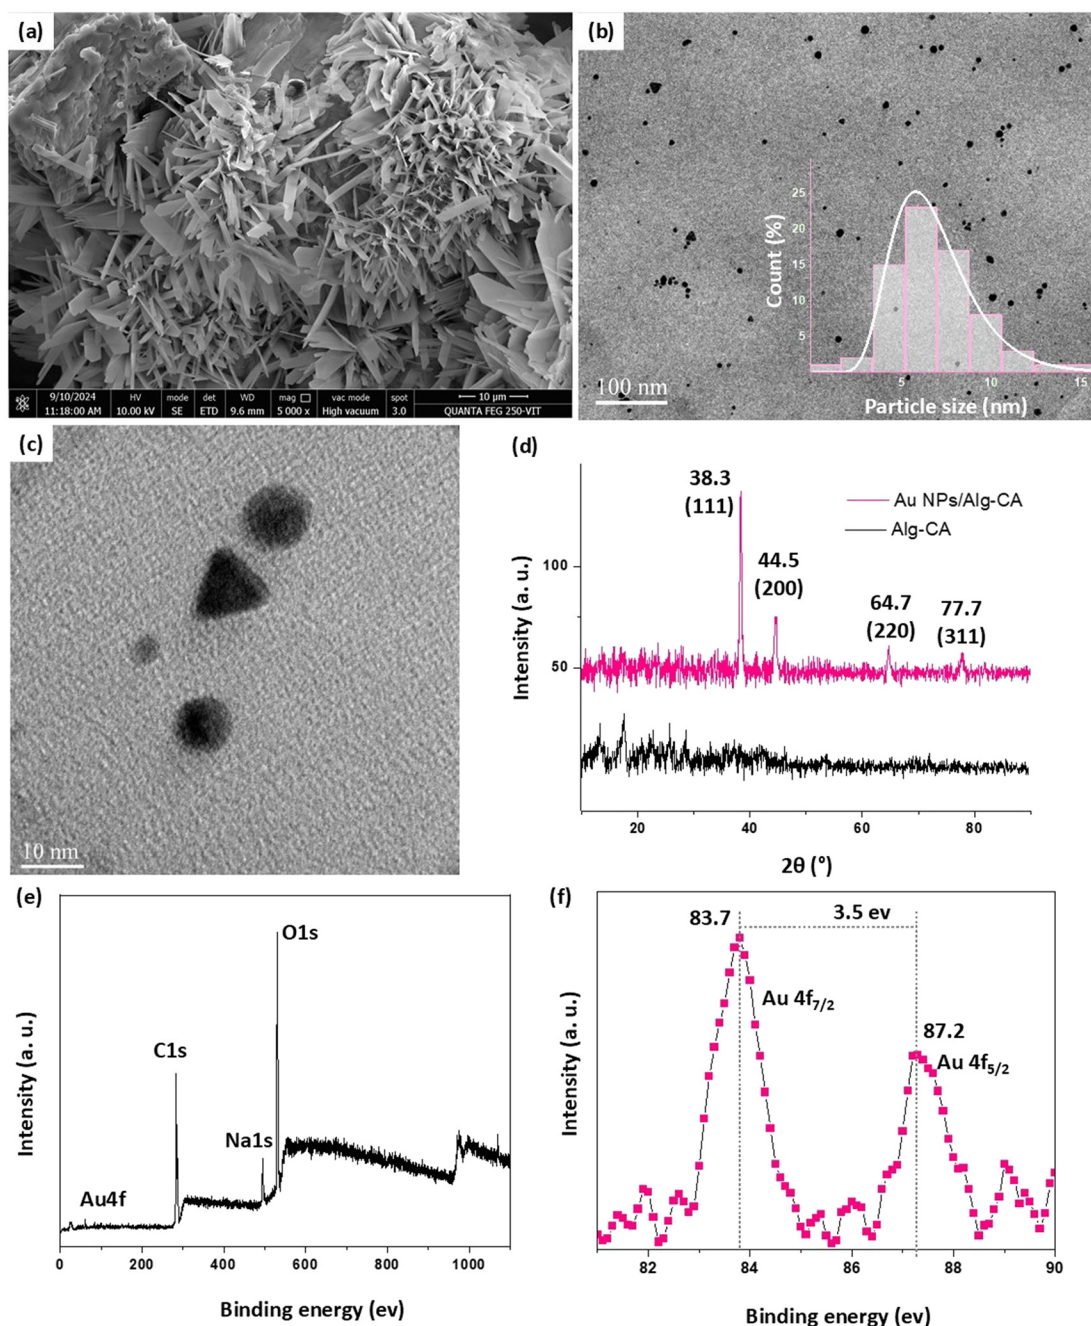 (a)
9/10/2024 HV mode det WD mag □ vac mode spot
11:18:00 AM 10.00 kV SE ETD 9.6 mm 5 000 x High vacuum 3.0
10 µm
QUANTA FEG 250-VIT
(b)
25
20
15
10
5
Count (%)
5 10 15
Particle size (nm)
100 nm
(c)
10 nm
(d)
38.3
(111)
44.5
(200)
64.7
(220)
77.7
(311)
Au NPs/Alg-CA
Alg-CA
100
50
Intensity (a. u.)
20 40 60 80
2θ (°)
(e)
O1s
C1s
Na1s
Au4f
Intensity (a. u.)
0 200 400 600 800 1000
Binding energy (ev)
(f)
83.7
3.5 ev
Au 4f7/2
87.2
Au 4f5/2
Intensity (a. u.)
82 84 86 88 90
Binding energy (ev)